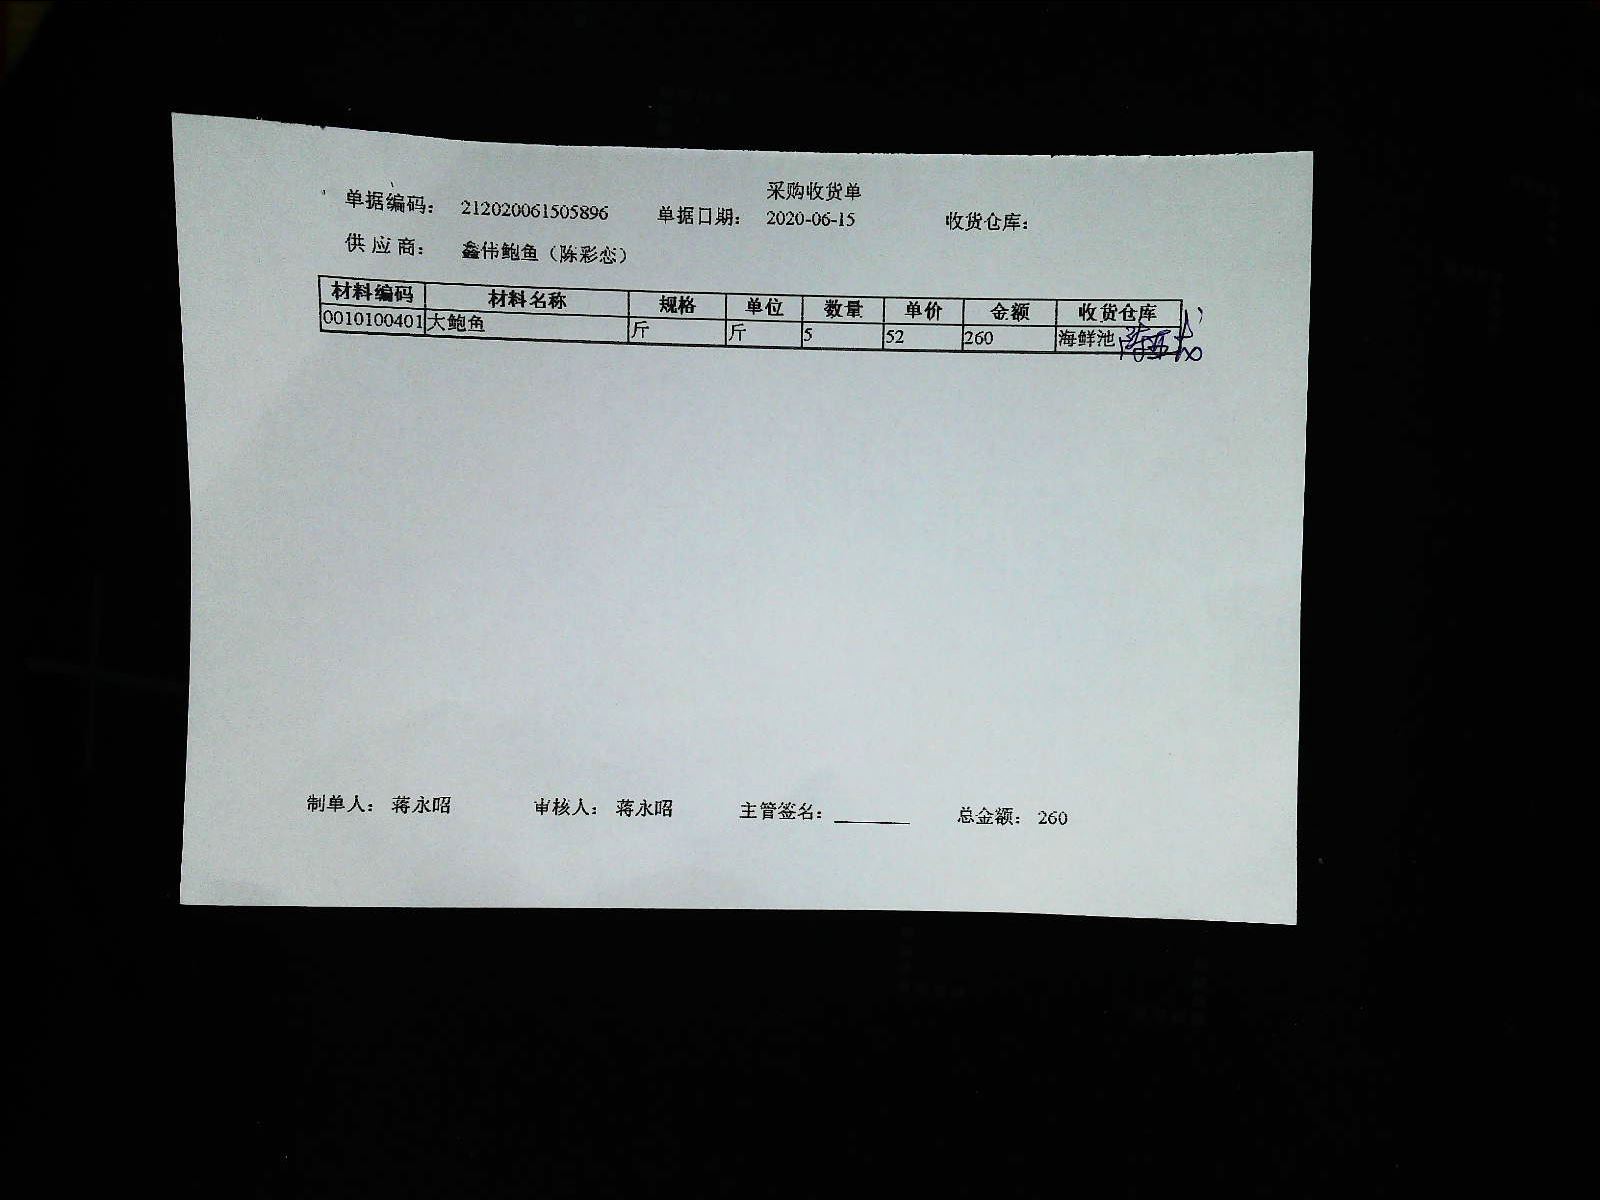 采购收货单
单据编码： 212020061505896 单据日期： 2020-06-15 收货仓库：
供应商： 鑫伟鲍鱼（陈彩恋）
材料编码 材料名称 规格 单位 数量 单价 金额 收货仓库
0010100401 大鲍鱼 斤 斤 5 52 260 海鲜池
制单人： 蒋永昭 审核人： 蒋永昭 主管签名： 总金额： 260